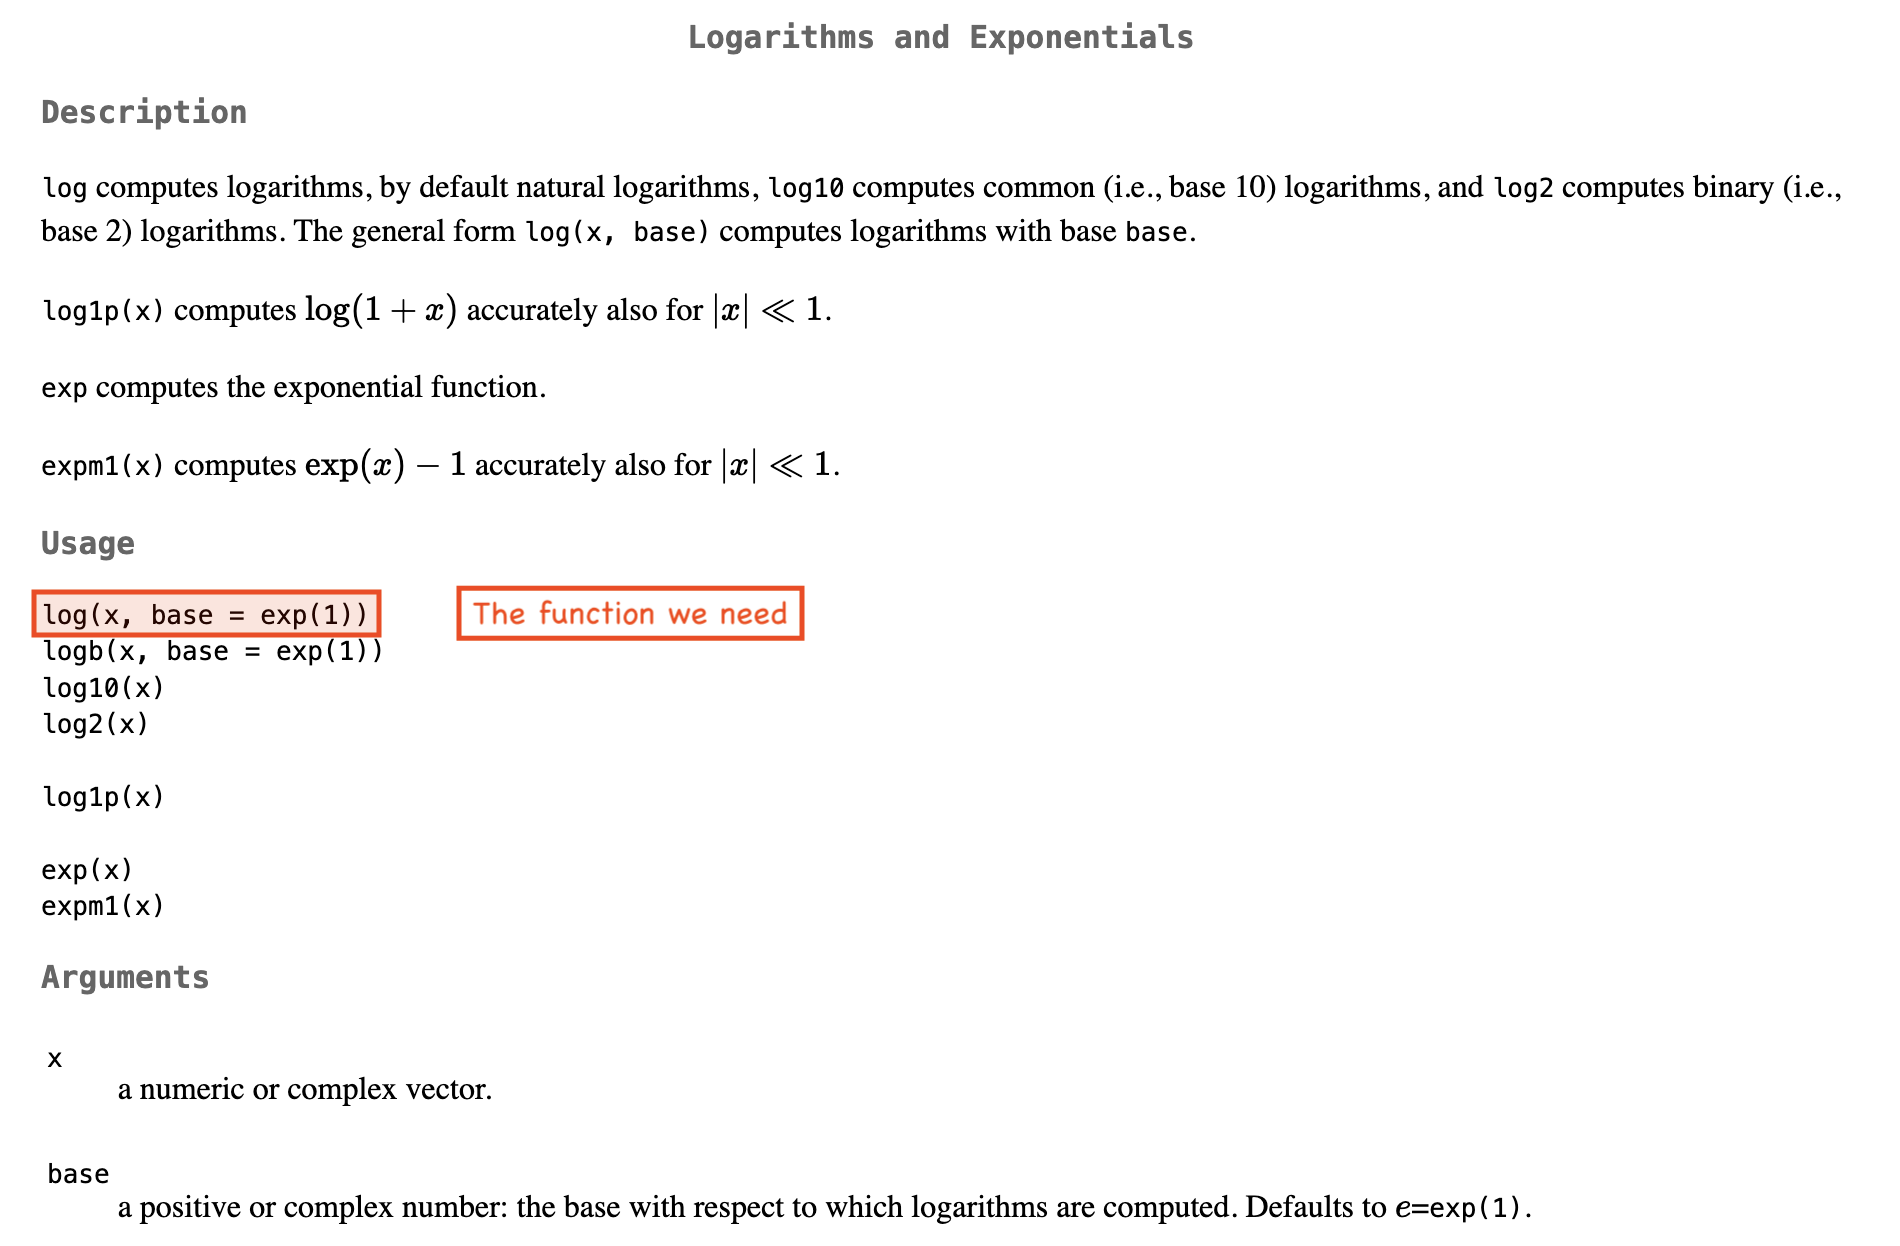 Logarithms and Exponentials
Description
log computes logarithms, by default natural logarithms, log10 computes common (i.e., base 10) logarithms, and log2 computes binary (i.e.,
base 2) logarithms. The general form log(x, base) computes logarithms with base base.
log1p(x) computes log(1 + x) accurately also for |x| ≪ 1.
exp computes the exponential function.
expm1(x) computes exp(x) − 1 accurately also for |x| ≪ 1.
Usage
log(x, base = exp(1)) The function we need
logb(x, base = exp(1))
log10(x)
log2(x)
log1p(x)
exp(x)
expm1(x)
Arguments
x
a numeric or complex vector.
base
a positive or complex number: the base with respect to which logarithms are computed. Defaults to e=exp(1).